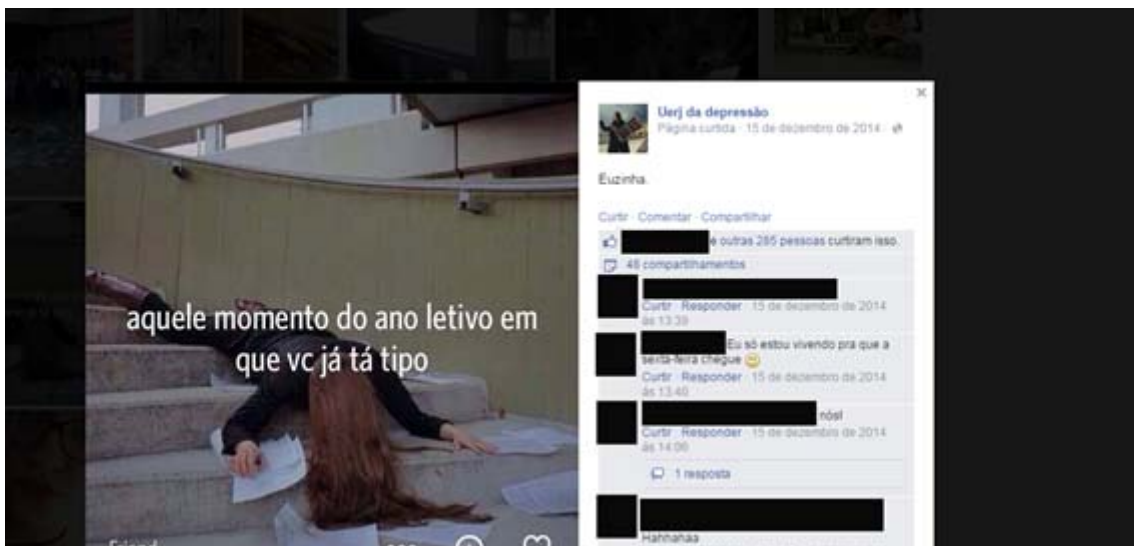 aquele momento do ano letivo em
que vc já tá tipo
Friend
Uerj da depressão
Página curtida · 15 de dezembro de 2014 ·
Euzinha.
Curtir · Comentar · Compartilhar
e outras 285 pessoas curtiram isso.
48 compartilhamentos
Curtir · Responder · 15 de dezembro de 2014
às 13:39
Eu só estou vivendo pra que a
sexta-feira chegue
Curtir · Responder · 15 de dezembro de 2014
às 13:40
nós!
Curtir · Responder · 15 de dezembro de 2014
às 14:06
1 resposta
Hahhahaa